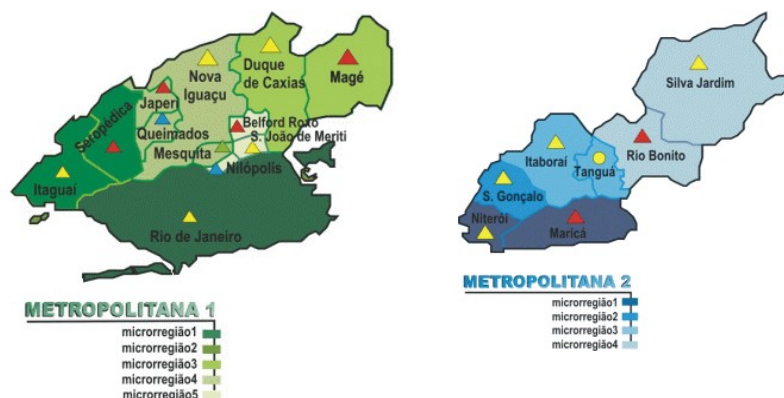 Nova
Iguaçu
Duque
de Caxias
Magé
Japeri
Seropédica
Queimados
Belford Roxo
S. João de Meriti
Mesquita
Nilópolis
Itaguaí
Rio de Janeiro
METROPOLITANA 1
microrregião1
microrregião2
microrregião3
microrregião4
microrregião5
Silva Jardim
Itaboraí
Rio Bonito
Tanguá
S. Gonçalo
Niterói
Maricá
METROPOLITANA 2
microrregião1
microrregião2
microrregião3
microrregião4